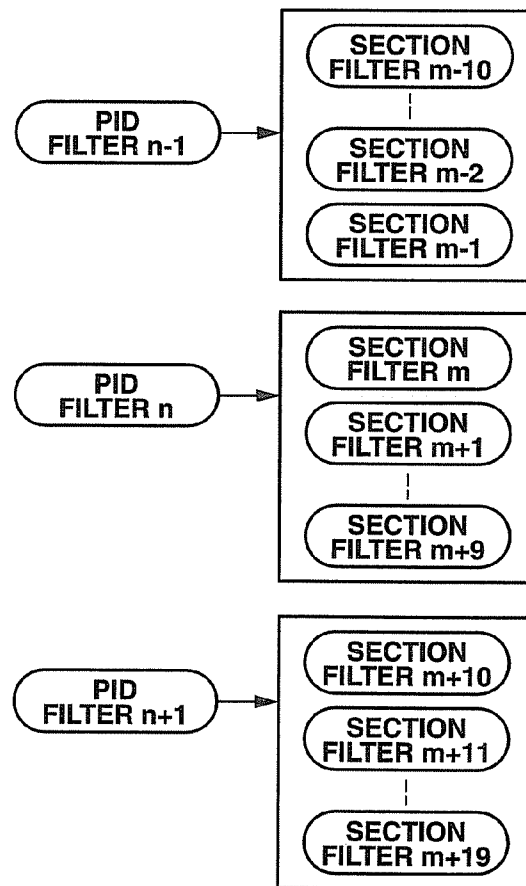 PID
FILTER n-1
SECTION
FILTER m-10
SECTION
FILTER m-2
SECTION
FILTER m-1
PID
FILTER n
SECTION
FILTER m
SECTION
FILTER m+1
SECTION
FILTER m+9
PID
FILTER n+1
SECTION
FILTER m+10
SECTION
FILTER m+11
SECTION
FILTER m+19